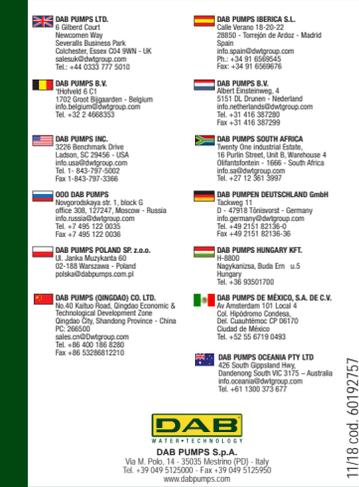 DAB PUMPS LTD.
6 Gilberd Court
Newcomen Way
Severalls Business Park
Colchester, Essex CO4 9WN - UK
salesuk@dwtgroup.com
Tel.: +44 0333 777 5010
DAB PUMPS B.V.
'tHofveld 6 C1
1702 Groot Bijgaarden - Belgium
info.belgium@dwtgroup.com
Tel. +32 2 4668353
DAB PUMPS INC.
3226 Benchmark Drive
Ladson, SC 29456 - USA
info.usa@dwtgroup.com
Tel. 1- 843-797-5002
Fax 1-843-797-3366
OOO DAB PUMPS
Novgorodskaya str. 1, block G
office 308, 127247, Moscow - Russia
info.russia@dwtgroup.com
Tel. +7 495 122 0035
Fax +7 495 122 0036
DAB PUMPS POLAND SP. z.o.o.
Ul. Janka Muzykanta 60
02-188 Warszawa - Poland
polska@dabpumps.com.pl
DAB PUMPS (QINGDAO) CO. LTD.
No.40 Kaituo Road, Qingdao Economic &
Technological Development Zone
Qingdao City, Shandong Province - China
PC: 266500
sales.cn@dwtgroup.com
Tel. +86 400 186 8280
Fax +86 53286812210
DAB PUMPS IBERICA S.L.
Calle Verano 18-20-22
28850 - Torrejón de Ardoz - Madrid
Spain
info.spain@dwtgroup.com
Ph.: +34 91 6569545
Fax: +34 91 6569676
DAB PUMPS B.V.
Albert Einsteinweg, 4
5151 DL Drunen - Nederland
info.netherlands@dwtgroup.com
Tel. +31 416 387280
Fax +31 416 387299
DAB PUMPS SOUTH AFRICA
Twenty One industrial Estate,
16 Purlin Street, Unit B, Warehouse 4
Olifantsfontein - 1666 - South Africa
info.sa@dwtgroup.com
Tel. +27 12 361 3997
DAB PUMPEN DEUTSCHLAND GmbH
Tackweg 11
D - 47918 Tönisvorst - Germany
info.germany@dwtgroup.com
Tel. +49 2151 82136-0
Fax +49 2151 82136-36
DAB PUMPS HUNGARY KFT.
H-8800
Nagykanizsa, Buda Ernő u.5
Hungary
Tel. +36 93501700
DAB PUMPS DE MÉXICO, S.A. DE C.V.
Av Amsterdam 101 Local 4
Col. Hipódromo Condesa,
Del. Cuauhtémoc CP 06170
Ciudad de México
Tel. +52 55 6719 0493
DAB PUMPS OCEANIA PTY LTD
426 South Gippsland Hwy,
Dandenong South VIC 3175 – Australia
info.oceania@dwtgroup.com
Tel. +61 1300 373 677
DAB
WATER•TECHNOLOGY
DAB PUMPS S.p.A.
Via M. Polo, 14 - 35035 Mestrino (PD) - Italy
Tel. +39 049 5125000 - Fax +39 049 5125950
www.dabpumps.com
11/18 cod. 60192757